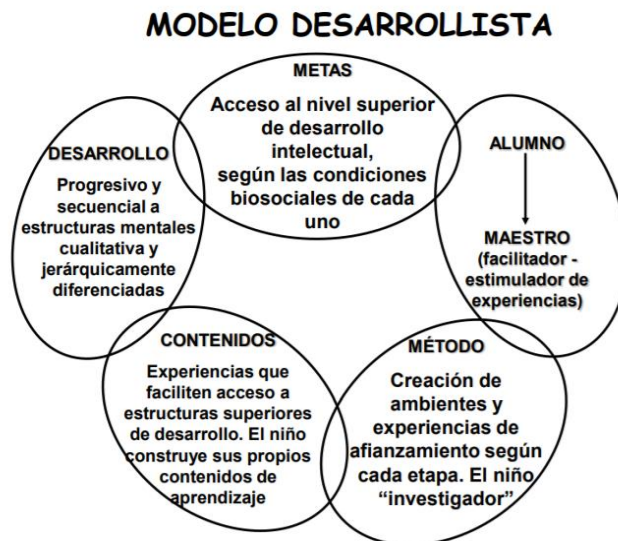 MODELO DESARROLLISTA
METAS
Acceso al nivel superior
de desarrollo
intelectual,
según las condiciones
biosociales de cada
uno
DESARROLLO
Progresivo y
secuencial a
estructuras mentales
cualitativa y
jerárquicamente
diferenciadas
ALUMNO
MAESTRO
(facilitador -
estimulador de
experiencias)
CONTENIDOS
Experiencias que
faciliten acceso a
estructuras superiores
de desarrollo. El niño
construye sus propios
contenidos de
aprendizaje
MÉTODO
Creación de
ambientes y
experiencias de
afianzamiento según
cada etapa. El niño
“investigador”